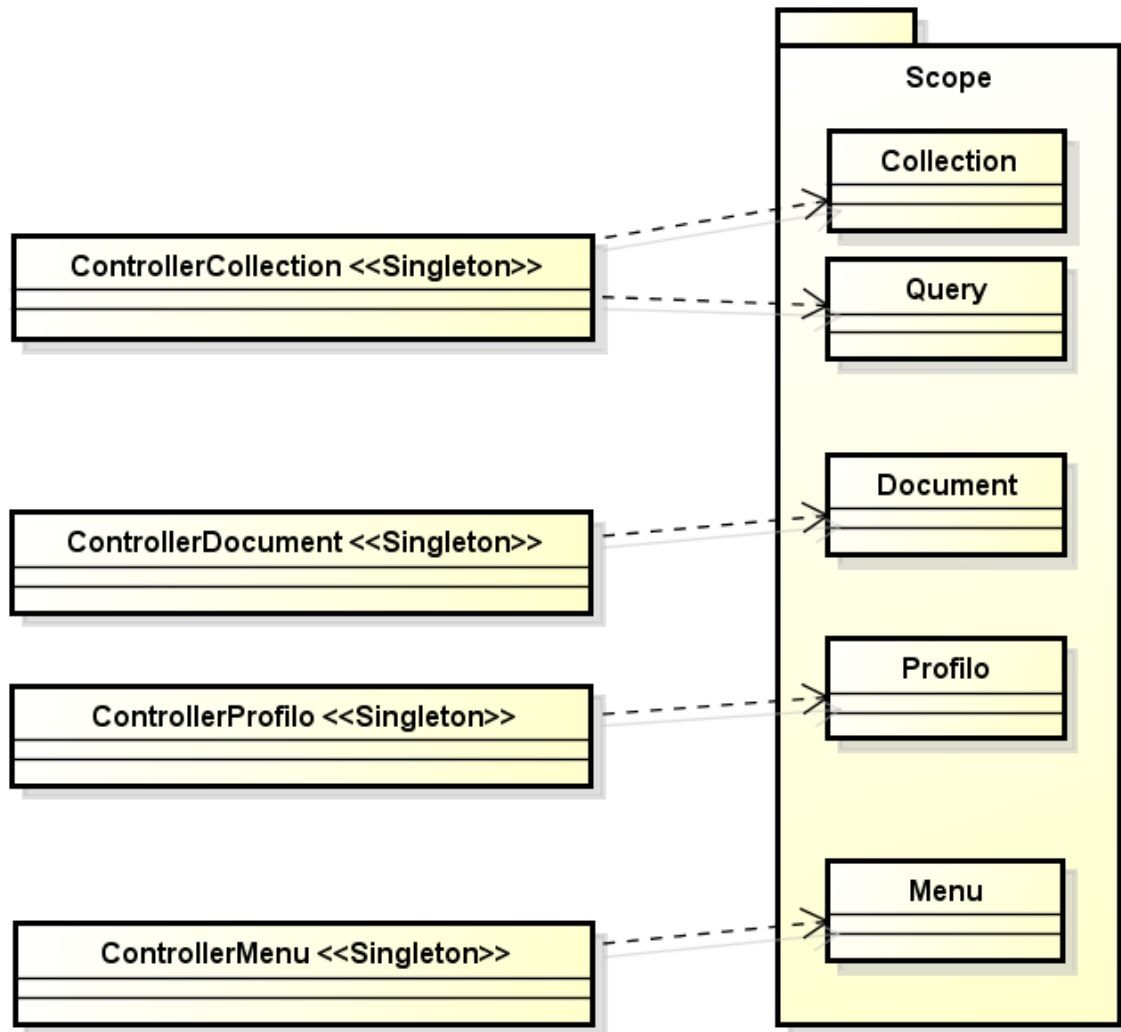 Scope
Collection
ControllerCollection <<Singleton>>
Query
Document
ControllerDocument <<Singleton>>
Profilo
ControllerProfilo <<Singleton>>
Menu
ControllerMenu <<Singleton>>